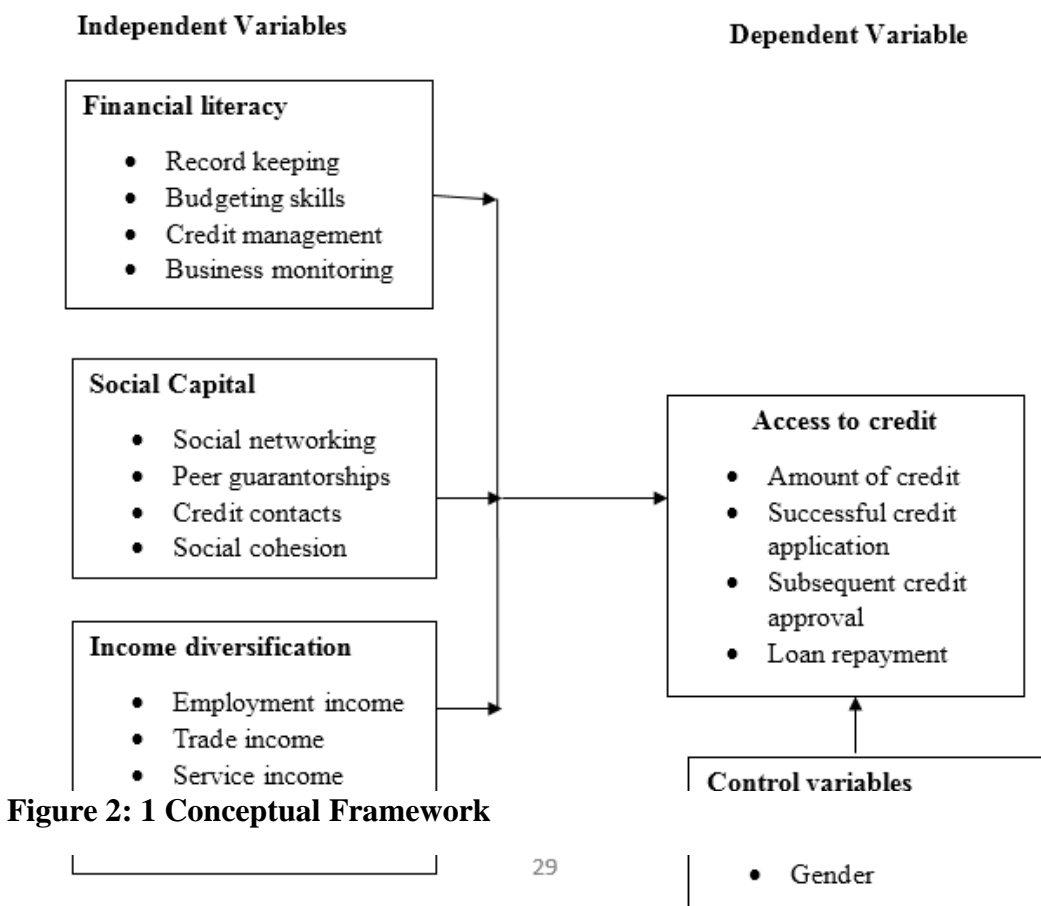 Independent Variables
Dependent Variable
Financial literacy
• Record keeping
• Budgeting skills
• Credit management
• Business monitoring
Social Capital
• Social networking
• Peer guarantorships
• Credit contacts
• Social cohesion
Access to credit
• Amount of credit
• Successful credit
application
• Subsequent credit
approval
• Loan repayment
Income diversification
• Employment income
• Trade income
• Service income
Control variables
Figure 2: 1 Conceptual Framework
29
• Gender